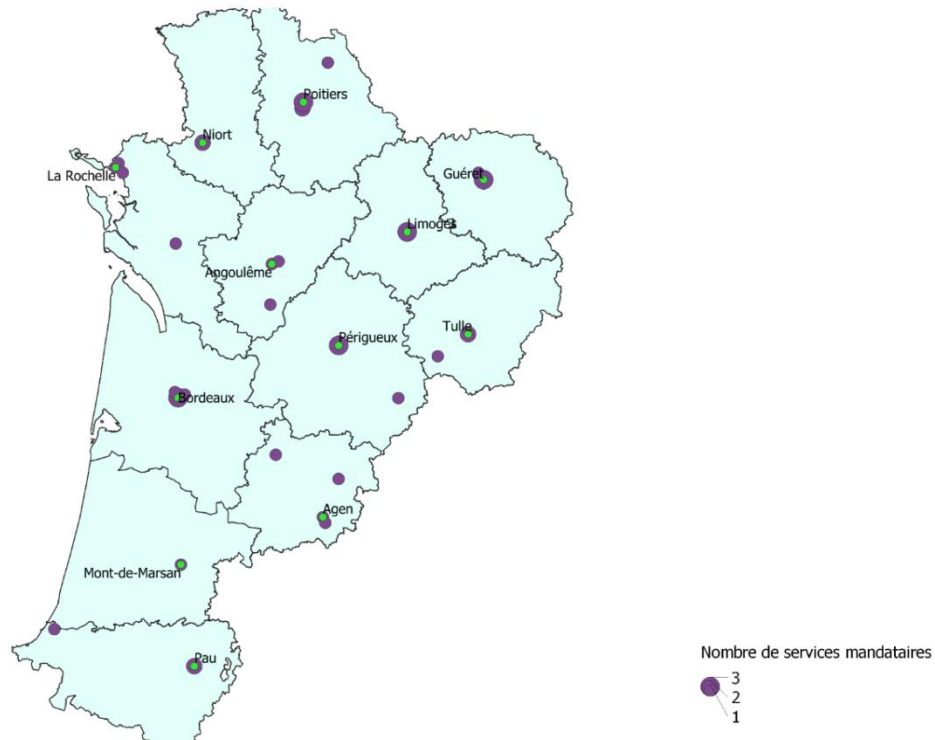 Poitiers
Niort
La Rochelle
Guéret
Limoges
Angoulême
Tulle
Périgueux
Bordeaux
Agen
Mont-de-Marsan
Pau
Nombre de services mandataires
3
2
1